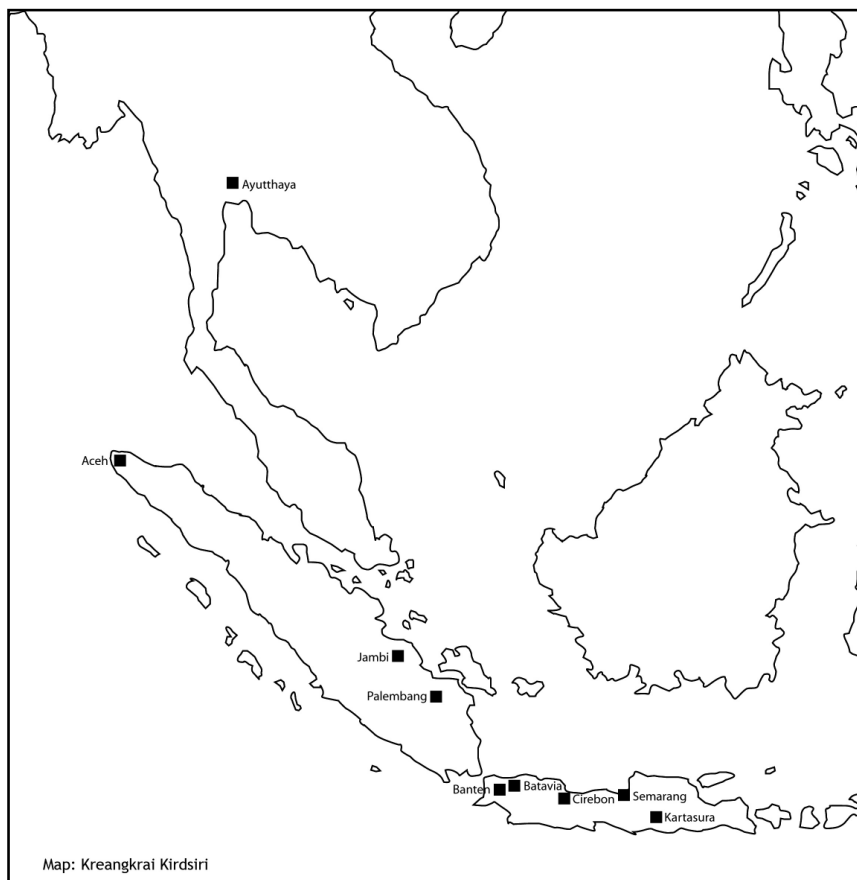 Ayutthaya
Aceh
Jambi
Palembang
Banten
Batavia
Cirebon
Semarang
Kartasura
Map: Kreangkrai Kirdsiri